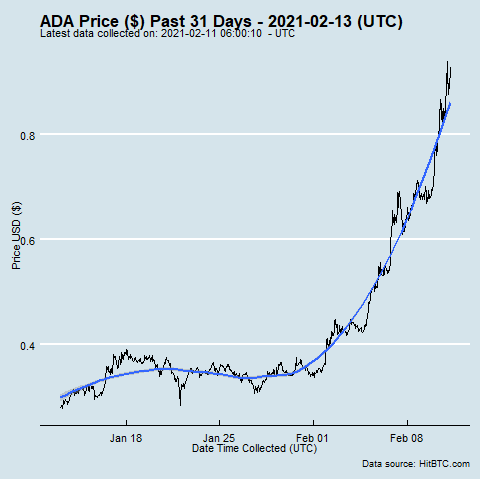 ADA Price ($) Past 31 Days - 2021-02-13 (UTC)
Latest data collected on: 2021-02-11 06:00:10 - UTC
0.8
0.6
0.4
Price USD ($)
Jan 18 Jan 25 Feb 01 Feb 08
Date Time Collected (UTC)
Data source: HitBTC.com